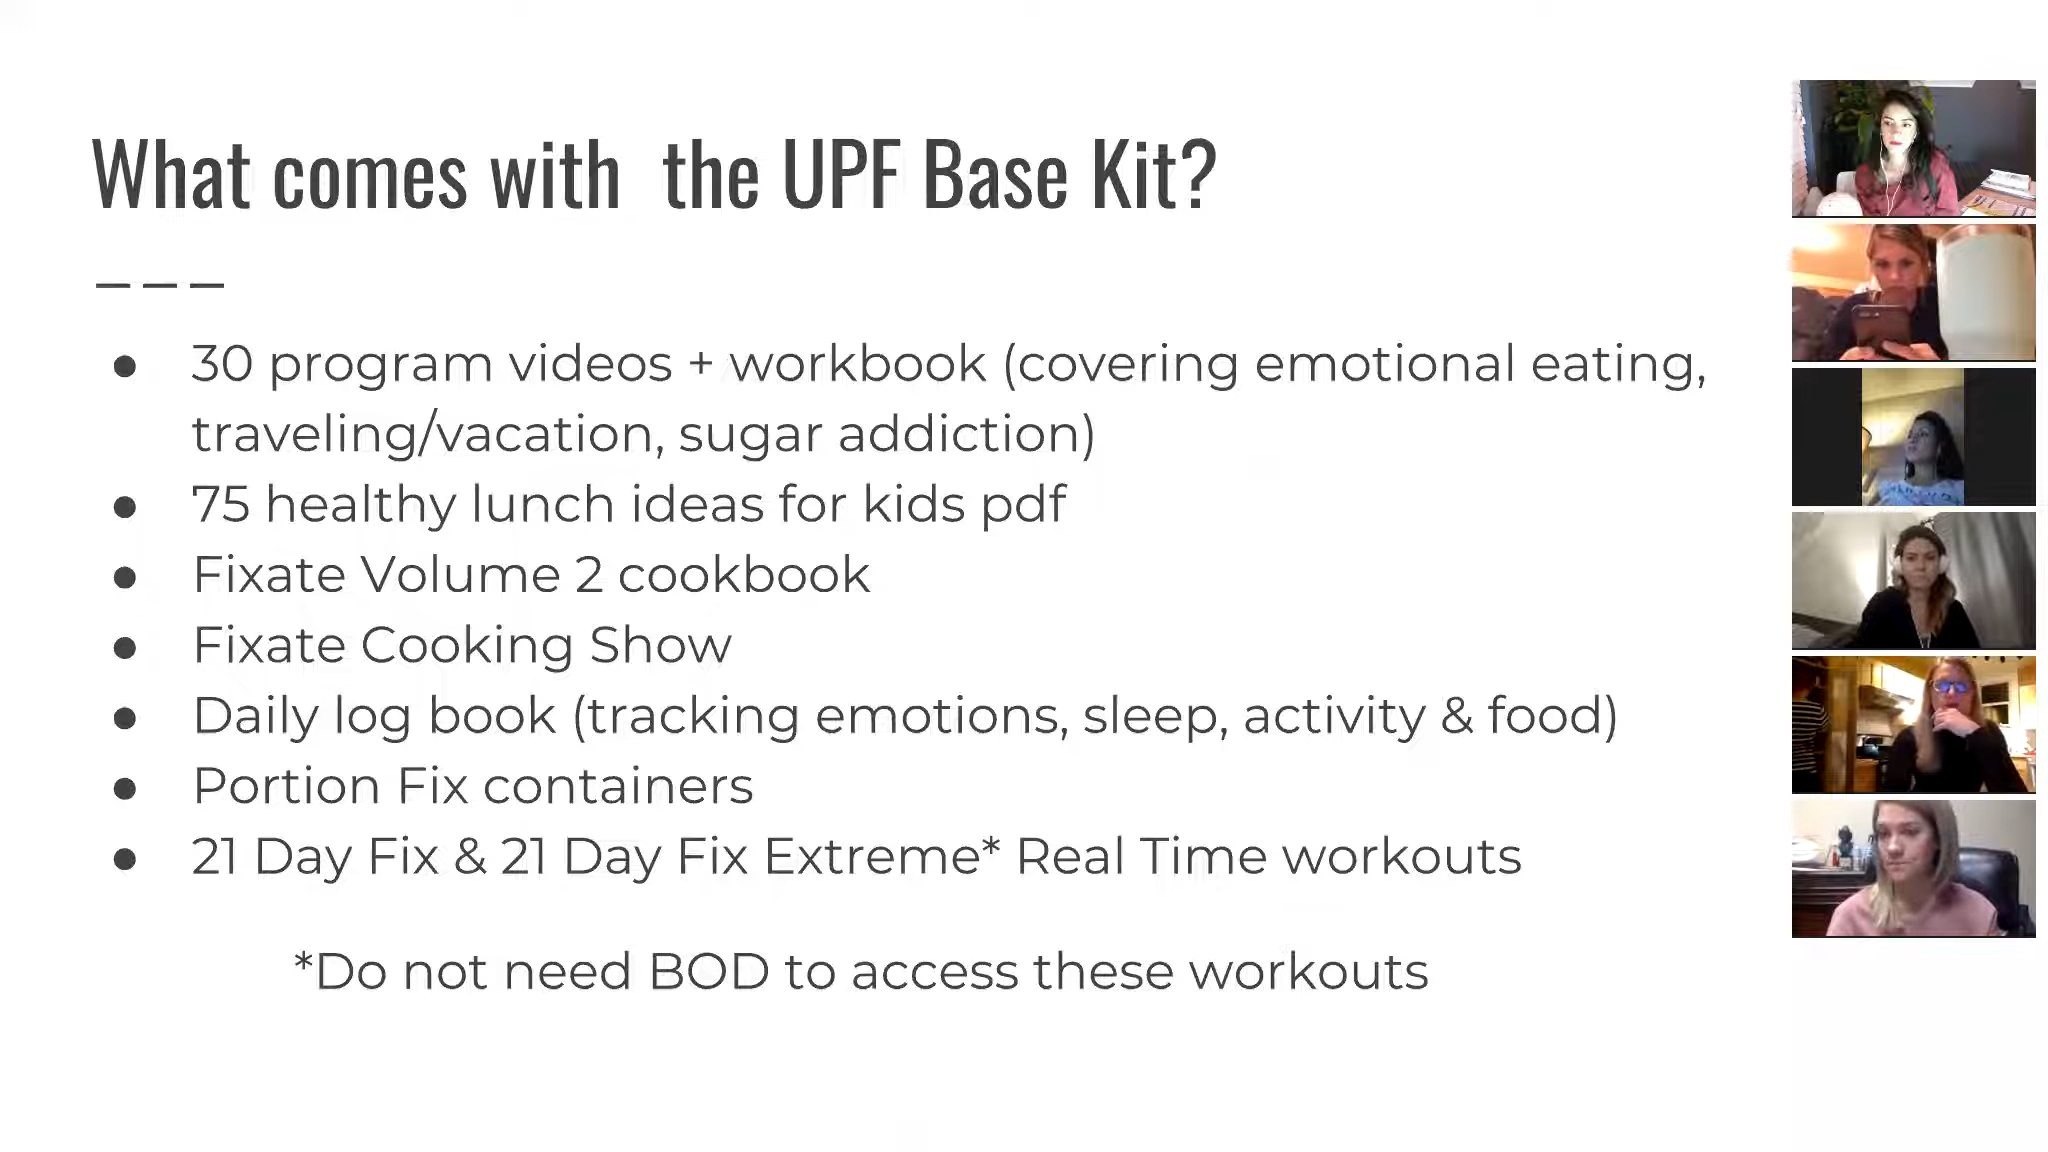 What comes with the UPF Base Kit?
● 30 program videos + workbook (covering emotional eating,
traveling/vacation, sugar addiction)
● 75 healthy lunch ideas for kids pdf
● Fixate Volume 2 cookbook
● Fixate Cooking Show
● Daily log book (tracking emotions, sleep, activity & food)
● Portion Fix containers
● 21 Day Fix & 21 Day Fix Extreme* Real Time workouts
*Do not need BOD to access these workouts